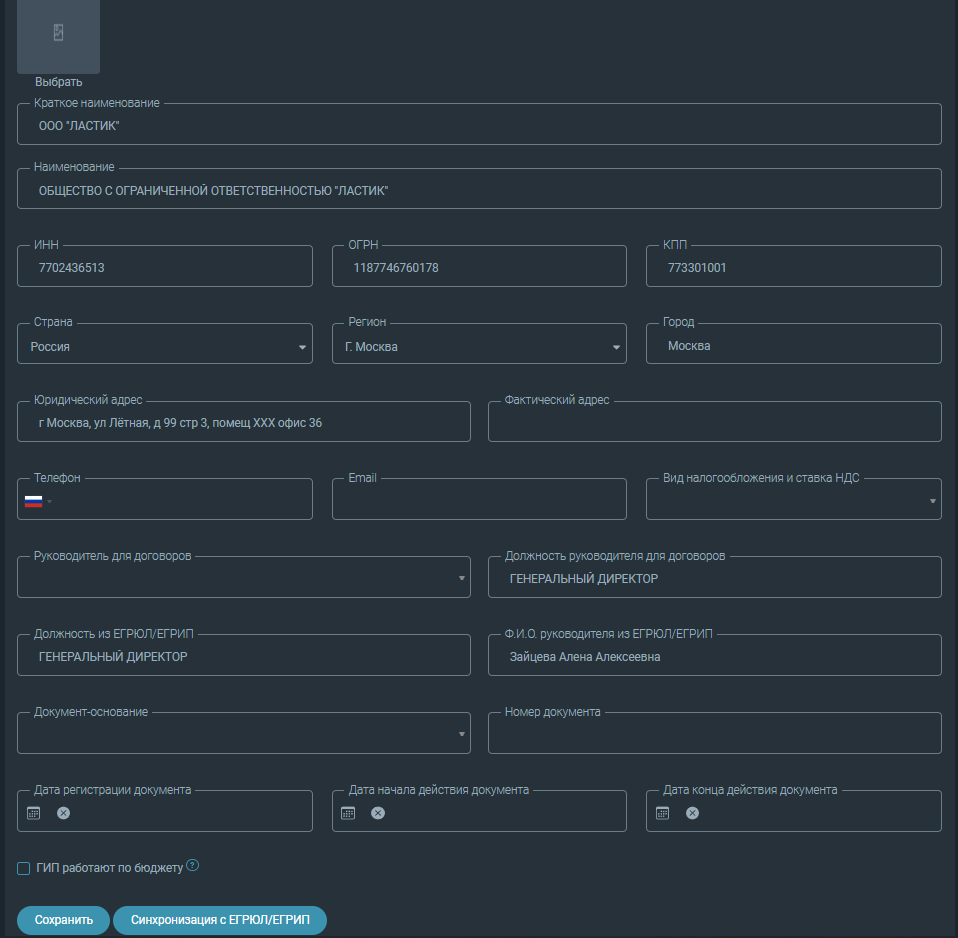 Выбрать
Краткое наименование
ООО "ЛАСТИК"
Наименование
ОБЩЕСТВО С ОГРАНИЧЕННОЙ ОТВЕТСТВЕННОСТЬЮ "ЛАСТИК"
ИНН
7702436513
ОГРН
1187746760178
КПП
773301001
Страна
Россия
Регион
Г. Москва
Город
Москва
Юридический адрес
г Москва, ул Лётная, д 99 стр 3, помещ XXX офис 36
Фактический адрес
Телефон
Email
Вид налогообложения и ставка НДС
Руководитель для договоров
Должность руководителя для договоров
ГЕНЕРАЛЬНЫЙ ДИРЕКТОР
Должность из ЕГРЮЛ/ЕГРИП
ГЕНЕРАЛЬНЫЙ ДИРЕКТОР
Ф.И.О. руководителя из ЕГРЮЛ/ЕГРИП
Зайцева Алена Алексеевна
Документ-основание
Номер документа
Дата регистрации документа
Дата начала действия документа
Дата конца действия документа
ГИП работают по бюджету ?
Сохранить
Синхронизация с ЕГРЮЛ/ЕГРИП